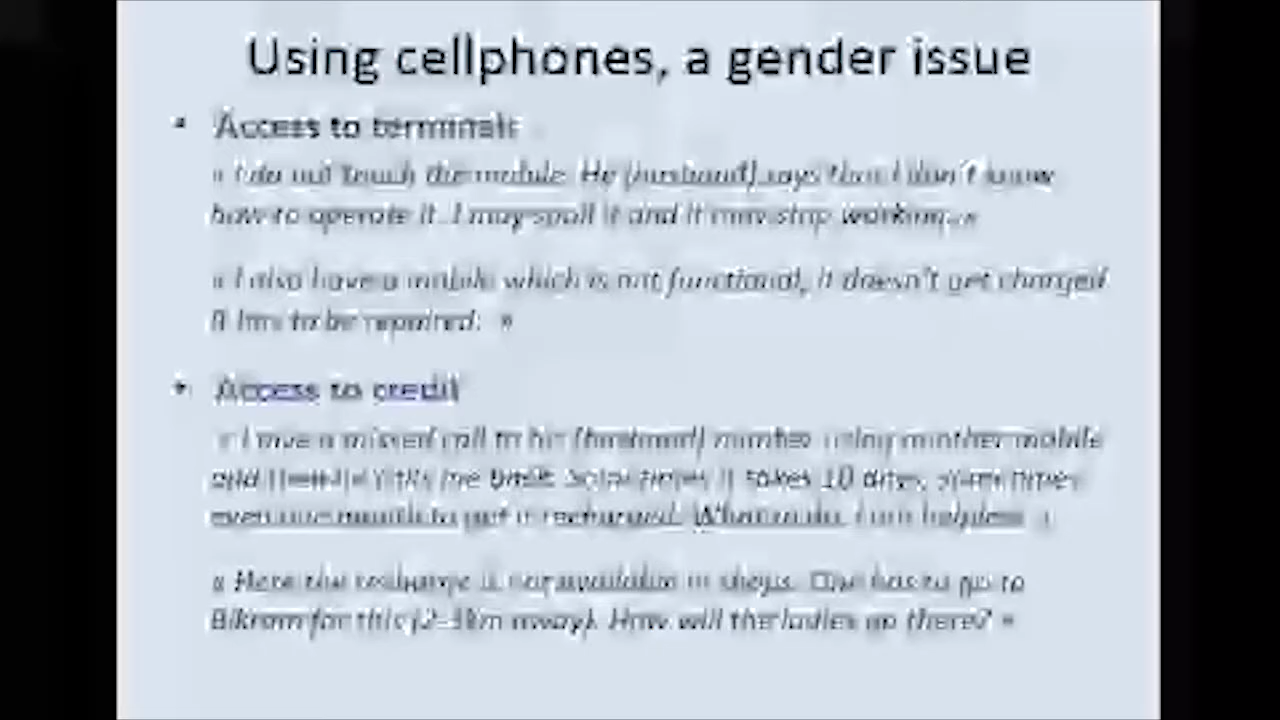 Using cellphones, a gender issue
• Access to terminals
« I do not touch the mobile. He (husband) says that I don't know
how to operate it. I may spoil it and it may stop working. »
« I also have a mobile which is not functional, it doesn't get charged
It has to be repaired. »
• Access to credit
« I give a missed call to his (husband) number using another mobile
and then he calls me back. Sometimes it takes 10 days, sometimes
even one month to get it recharged. What to do, I am helpless »
« Here the recharge is not available in shops. One has to go to
Bikram for this (2-3km away). How will the ladies go there? »